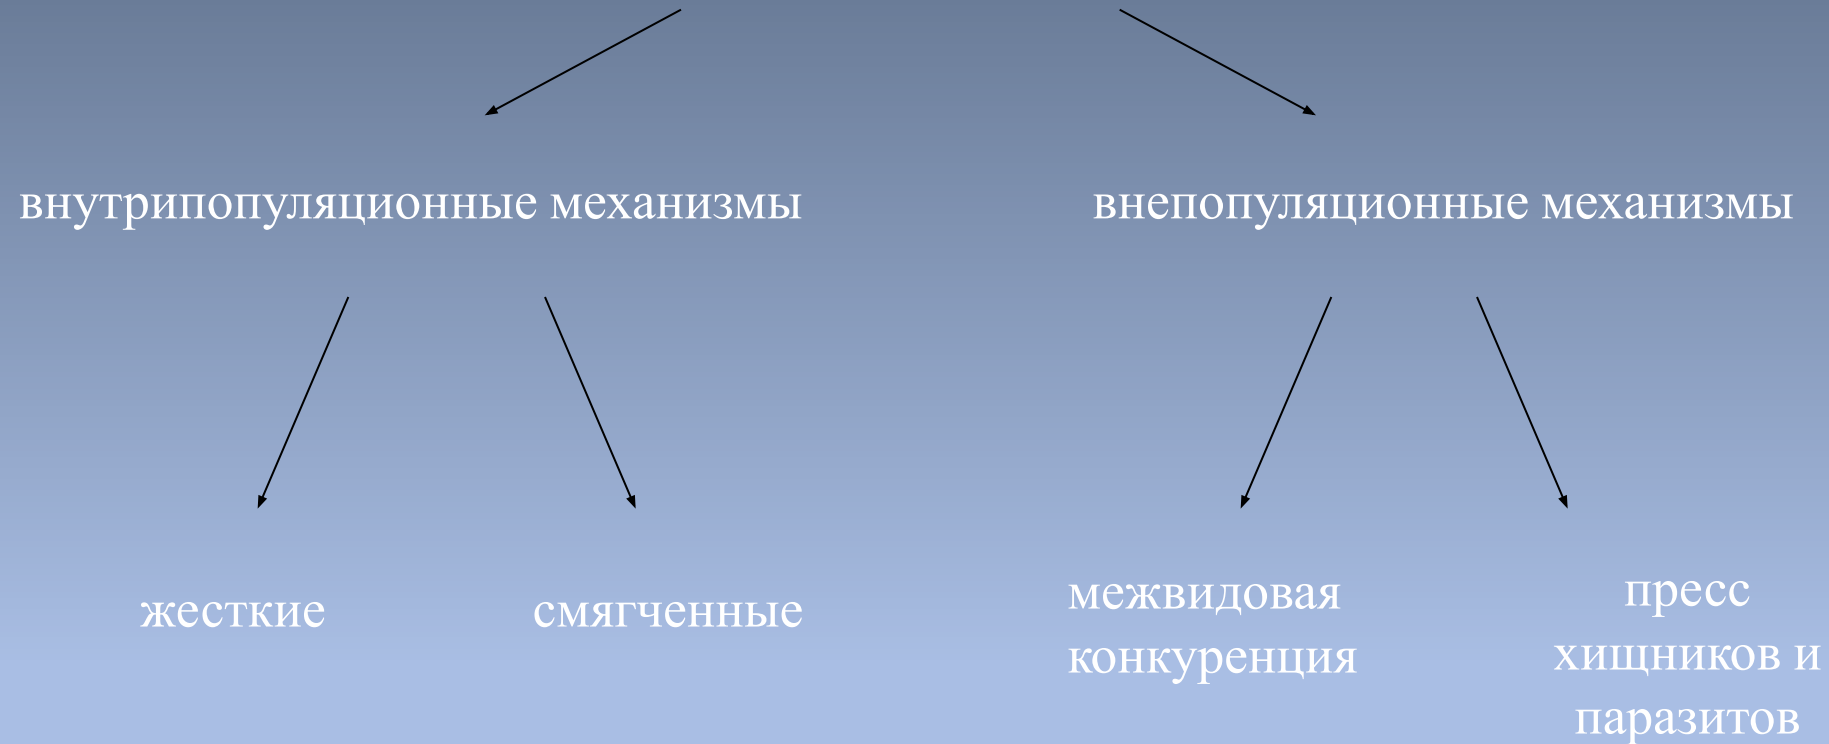 внутрипопуляционные механизмы
внепопуляционные механизмы
жесткие
смягченные
межвидовая
конкуренция
пресс
хищников и
паразитов